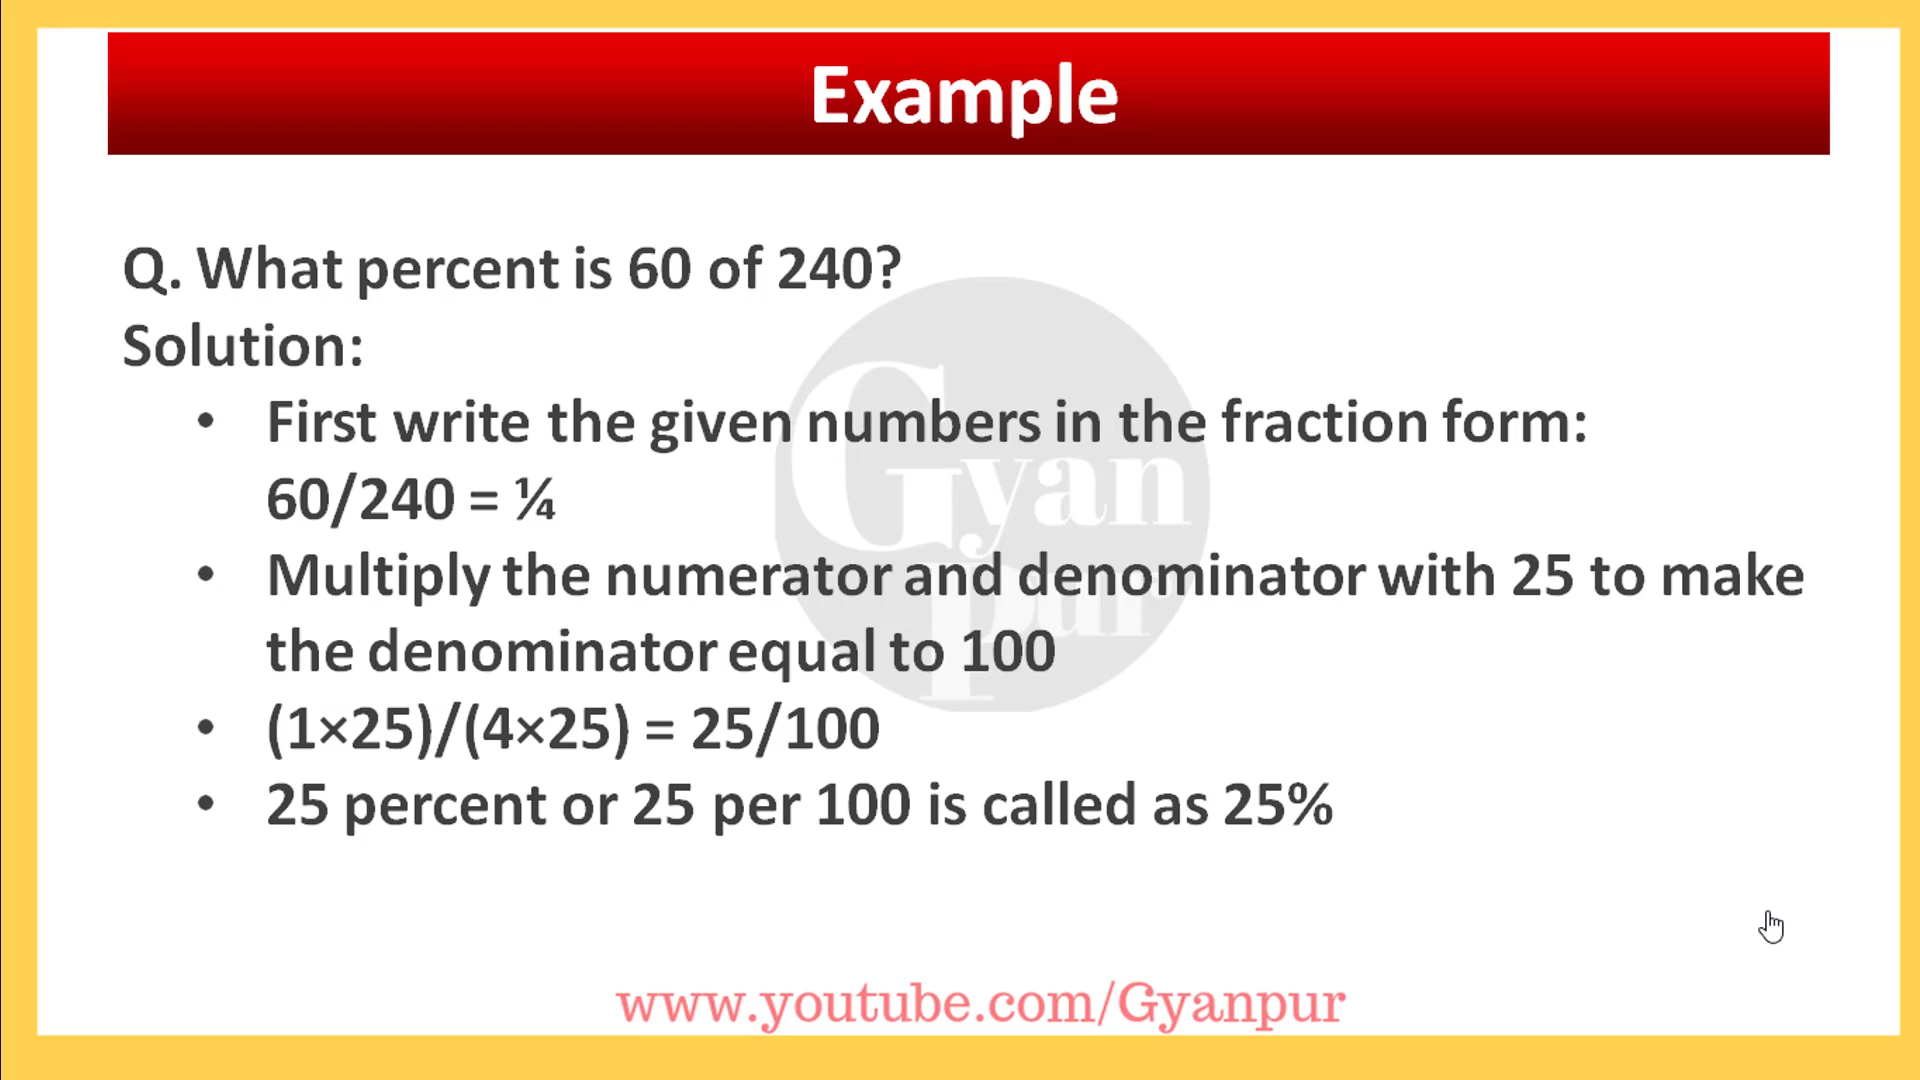 Example
Q. What percent is 60 of 240?
Solution:
• First write the given numbers in the fraction form:
60/240 = ¼
• Multiply the numerator and denominator with 25 to make
the denominator equal to 100
• (1×25)/(4×25) = 25/100
• 25 percent or 25 per 100 is called as 25%
Gyan
Pur
www.youtube.com/Gyanpur